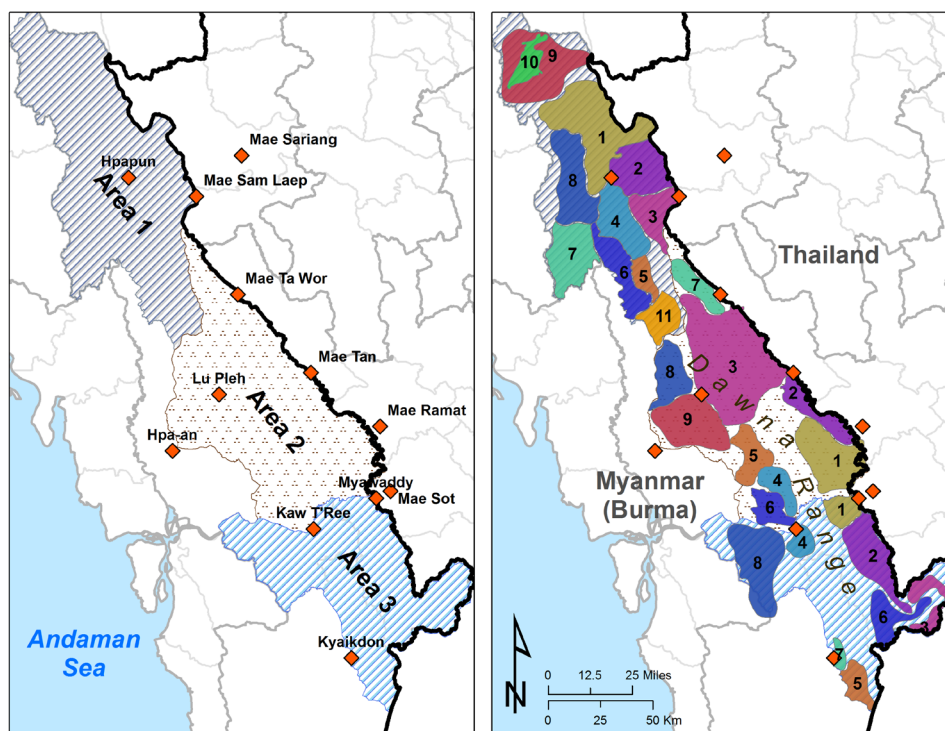 Mae Sariang
Hpapun
Area 1
Mae Sam Laep
Mae Ta Wor
Mae Tan
Lu Pleh
Area 2
Mae Ramat
Hpa-an
Myawaddy
Mae Sot
Kaw T'Ree
Area 3
Andaman
Sea
Kyaikdon
10
9
1
2
8
4
3
7
6
5
7
11
Thailand
3
8
2
Dawna Range
9
1
5
4
Myanmar
(Burma)
6
1
4
8
2
6
3
7
5
N
0 12.5 25 Miles
0 25 50 Km